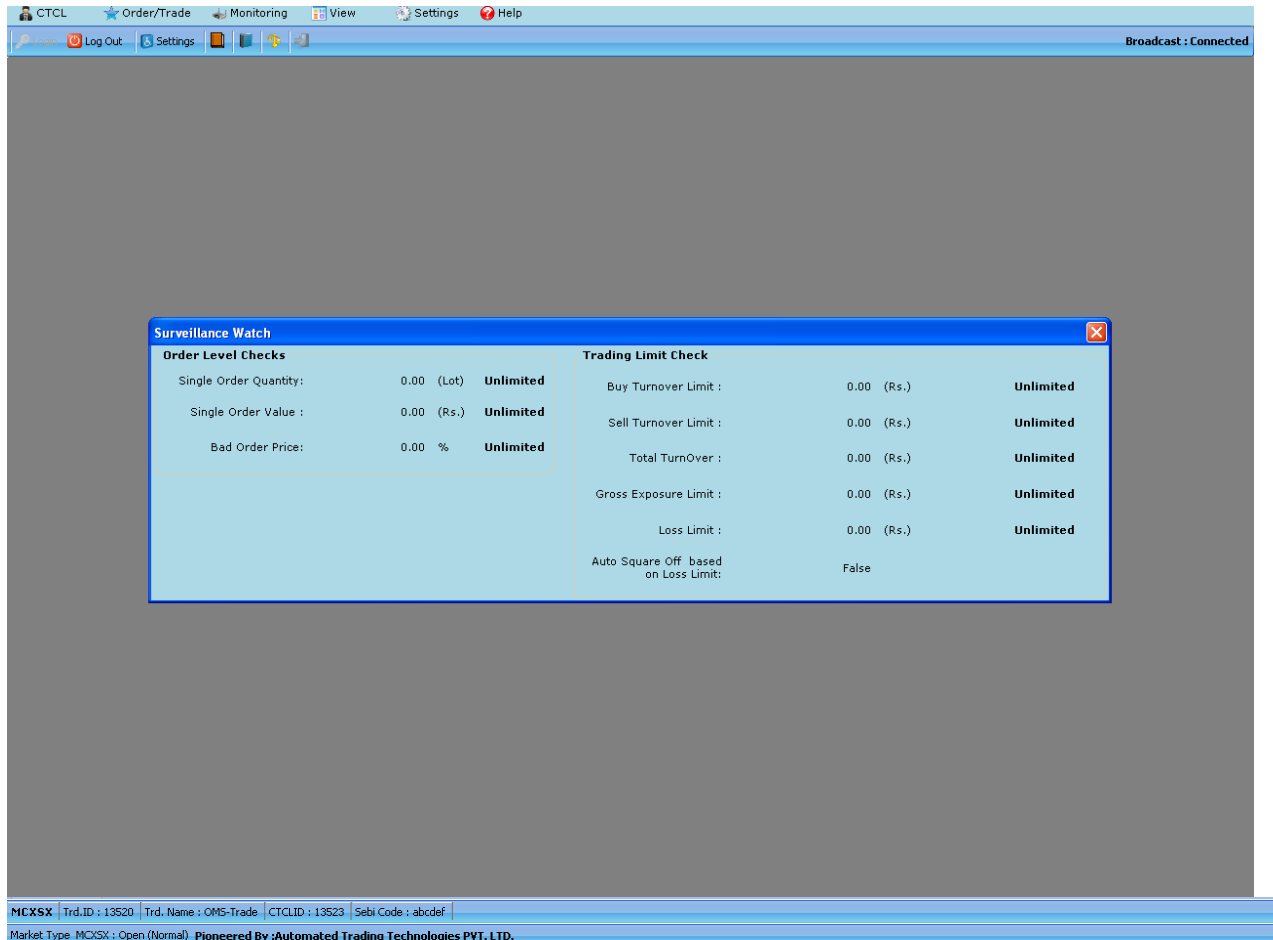 CTCL Order/Trade Monitoring View Settings Help
Log Out Settings Broadcast : Connected
Surveillance Watch
Order Level Checks
Single Order Quantity: 0.00 (Lot) Unlimited
Single Order Value : 0.00 (Rs.) Unlimited
Bad Order Price: 0.00 % Unlimited
Trading Limit Check
Buy Turnover Limit : 0.00 (Rs.) Unlimited
Sell Turnover Limit : 0.00 (Rs.) Unlimited
Total TurnOver : 0.00 (Rs.) Unlimited
Gross Exposure Limit : 0.00 (Rs.) Unlimited
Loss Limit : 0.00 (Rs.) Unlimited
Auto Square Off based
on Loss Limit: False
MCXSX Trd.ID : 13520 Trd. Name : OMS-Trade CTCLID : 13523 Sebi Code : abcdef
Market Type MCXSX : Open (Normal) Pioneered By :Automated Trading Technologies PVT. LTD.